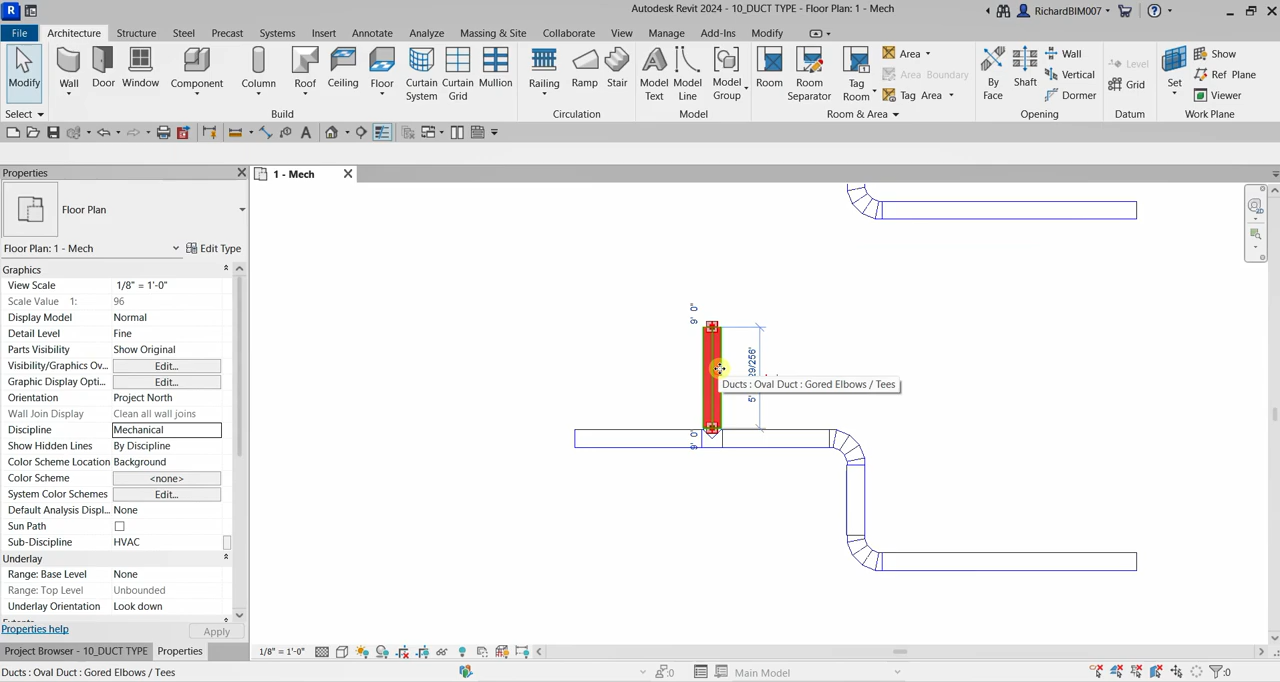 R
Autodesk Revit 2024 - 10_DUCT TYPE - Floor Plan: 1 - Mech
RichardBIM007
File Architecture Structure Steel Precast Systems Insert Annotate Analyze Massing & Site Collaborate View Manage Add-Ins Modify
Modify Wall Door Window Component Column Roof Ceiling Floor Curtain System Curtain Grid Mullion Railing Ramp Stair Model Text Model Line Model Group Room Room Separator Tag Room By Face Shaft Set
Area Wall Show
Area Boundary Vertical Level Ref Plane
Tag Area Dormer Grid Viewer
Select Build Circulation Model Room & Area Opening Datum Work Plane
Properties
1 - Mech
Floor Plan
Floor Plan: 1 - Mech Edit Type
Graphics
View Scale 1/8" = 1'-0"
Scale Value 1: 96
Display Model Normal
Detail Level Fine
Parts Visibility Show Original
Visibility/Graphics Ov... Edit...
Graphic Display Opti... Edit...
Orientation Project North
Wall Join Display Clean all wall joins
Discipline Mechanical
Show Hidden Lines By Discipline
Color Scheme Location Background
Color Scheme <none>
System Color Schemes Edit...
Default Analysis Displ... None
Sun Path
Sub-Discipline HVAC
Underlay
Range: Base Level None
Range: Top Level Unbounded
Underlay Orientation Look down
Properties help Apply
Project Browser - 10_DUCT TYPE Properties
9' 0"
29/256'
5'
9' 0"
Ducts : Oval Duct : Gored Elbows / Tees
1/8" = 1'-0"
Ducts : Oval Duct : Gored Elbows / Tees
:0
Main Model
:0